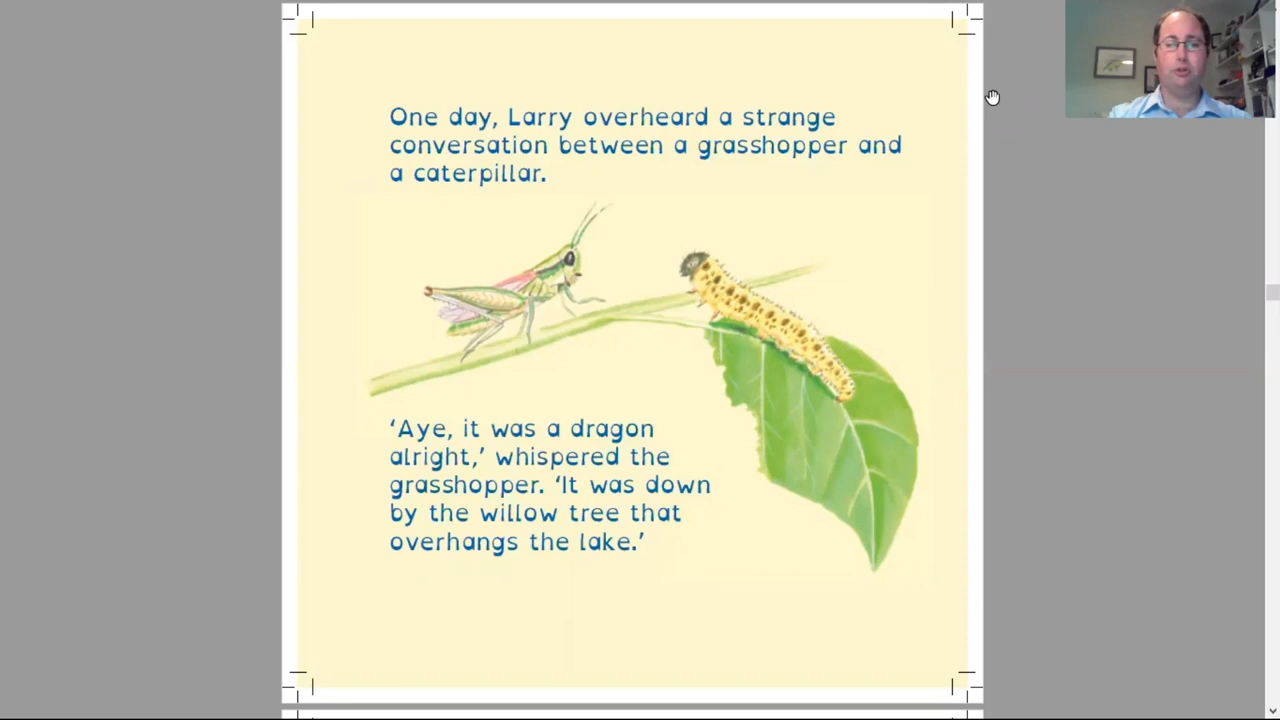 One day, Larry overheard a strange
conversation between a grasshopper and
a caterpillar.
‘Aye, it was a dragon
alright,’ whispered the
grasshopper. ‘It was down
by the willow tree that
overhangs the lake.’